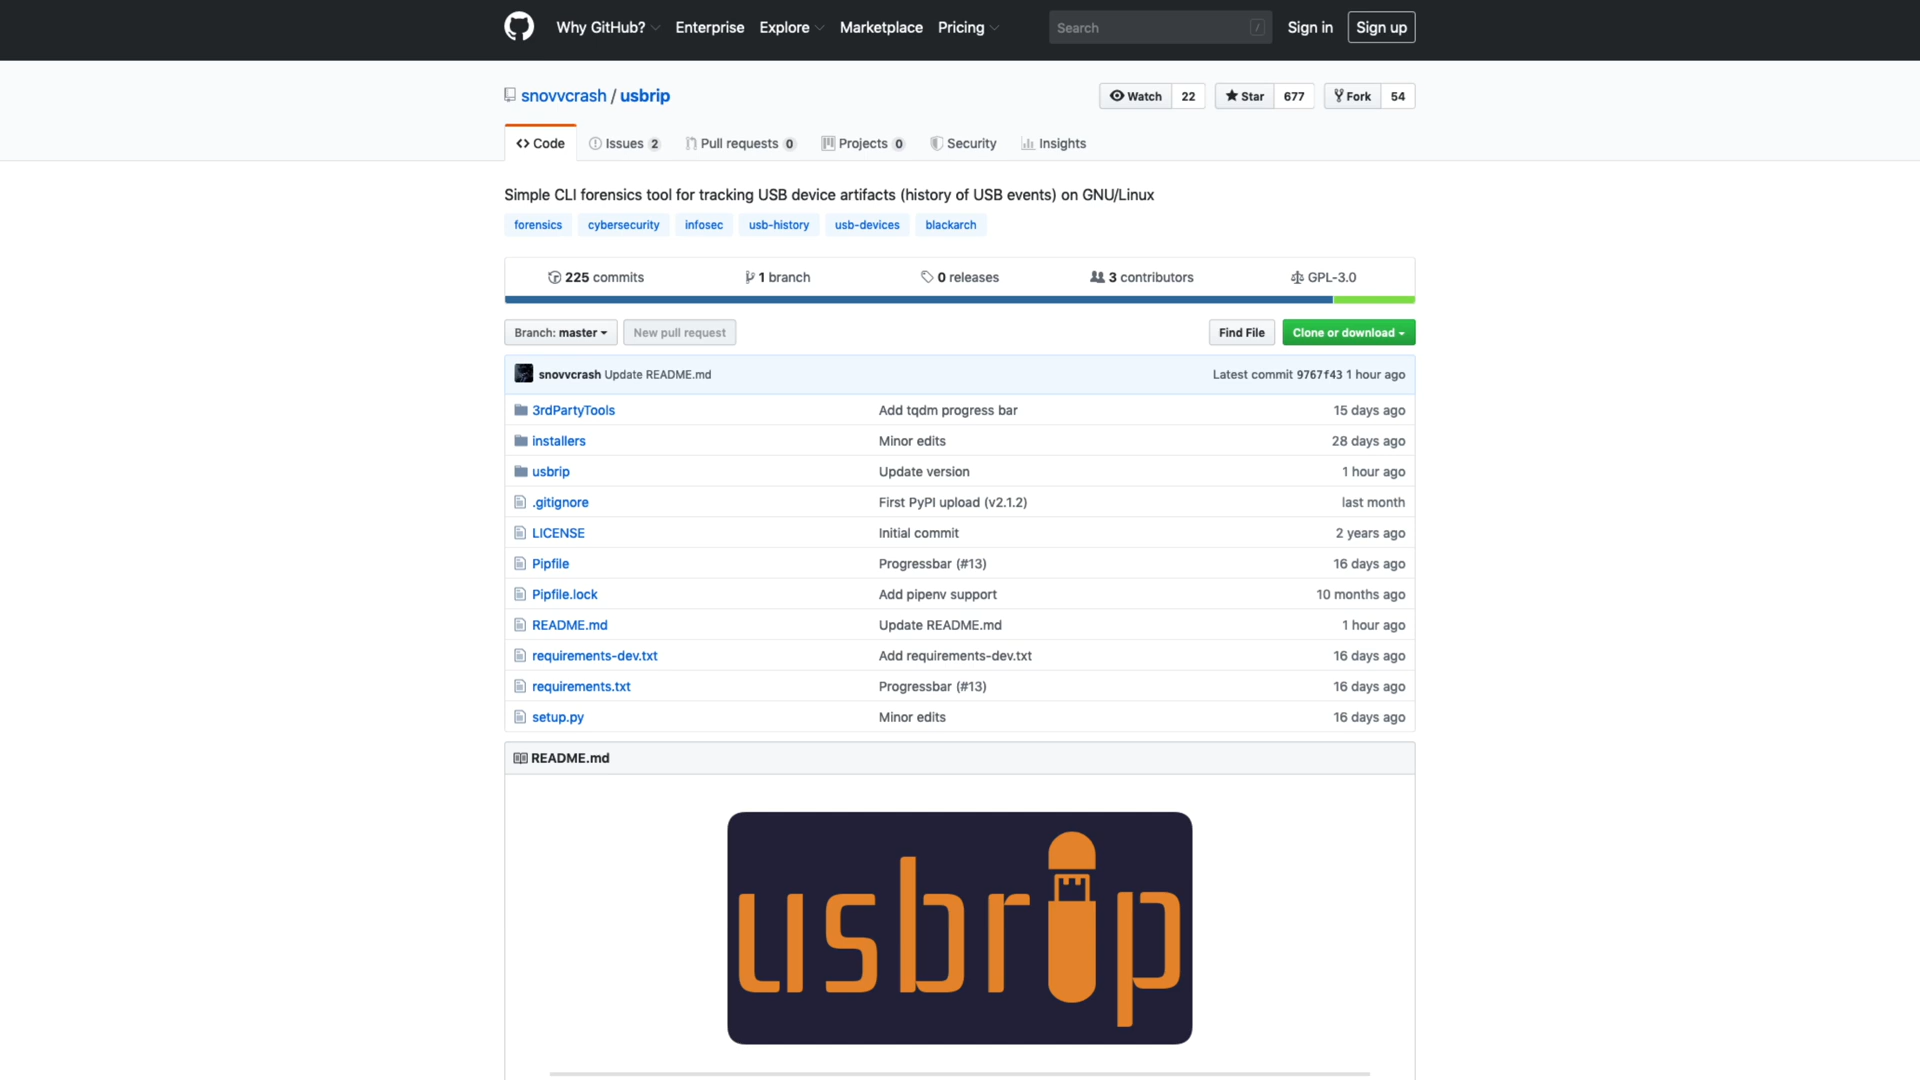 Why GitHub? Enterprise Explore Marketplace Pricing Search / Sign in Sign up
snovvcrash / usbrip Watch 22 Star 677 Fork 54
Code Issues 2 Pull requests 0 Projects 0 Security Insights
Simple CLI forensics tool for tracking USB device artifacts (history of USB events) on GNU/Linux
forensics cybersecurity infosec usb-history usb-devices blackarch
225 commits 1 branch 0 releases 3 contributors GPL-3.0
Branch: master New pull request Find File Clone or download
snovvcrash Update README.md Latest commit 9767f43 1 hour ago
3rdPartyTools Add tqdm progress bar 15 days ago
installers Minor edits 28 days ago
usbrip Update version 1 hour ago
.gitignore First PyPI upload (v2.1.2) last month
LICENSE Initial commit 2 years ago
Pipfile Progressbar (#13) 16 days ago
Pipfile.lock Add pipenv support 10 months ago
README.md Update README.md 1 hour ago
requirements-dev.txt Add requirements-dev.txt 16 days ago
requirements.txt Progressbar (#13) 16 days ago
setup.py Minor edits 16 days ago
README.md
usbrip